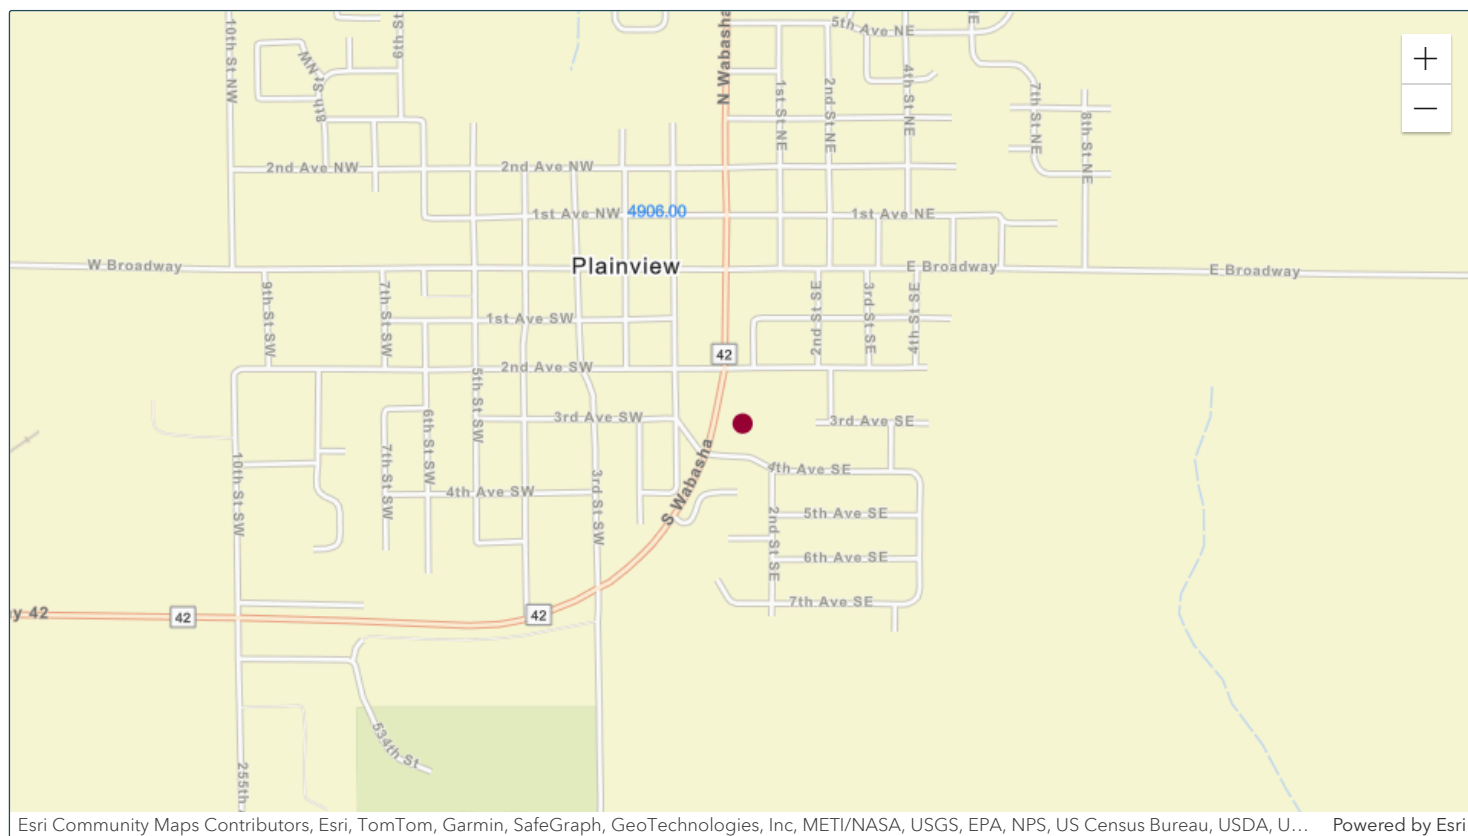 10th St NW
6th St
N Wabasha
5th Ave NE
NE
8th St NW
1st St NE
2nd St NE
4th St NE
7th St NE
8th St NE
2nd Ave NW
2nd Ave NW
1st Ave NW
4906.00
1st Ave NE
W Broadway
Plainview
E Broadway
E Broadway
9th St SW
7th St SW
1st Ave SW
2nd St SE
3rd St SE
4th St SE
42
2nd Ave SW
5th St SW
6th St SW
3rd Ave SW
3rd Ave SE
10th St SW
7th St SW
4th Ave SW
3rd St SW
S Wabasha
4th Ave SE
2nd St SE
5th Ave SE
6th Ave SE
7th Ave SE
y 42
42
42
534th St
255th
+
−
Esri Community Maps Contributors, Esri, TomTom, Garmin, SafeGraph, GeoTechnologies, Inc, METI/NASA, USGS, EPA, NPS, US Census Bureau, USDA, U... Powered by Esri